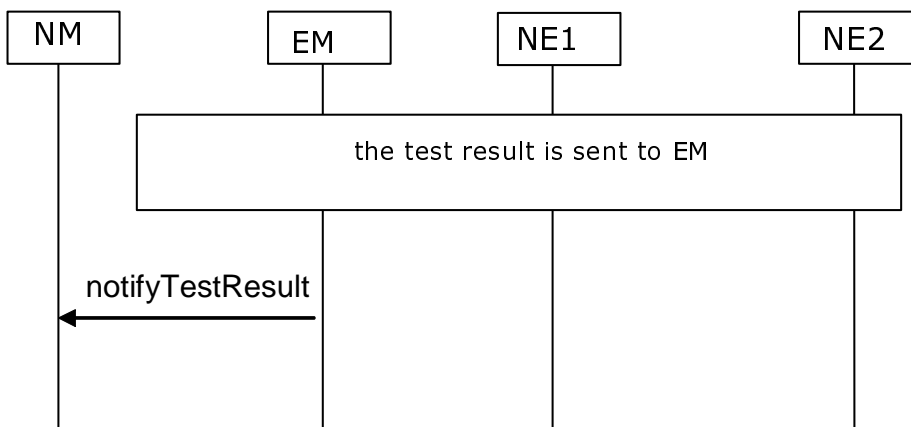 NM
EM
NE1
NE2
the test result is sent to EM
notifyTestResult